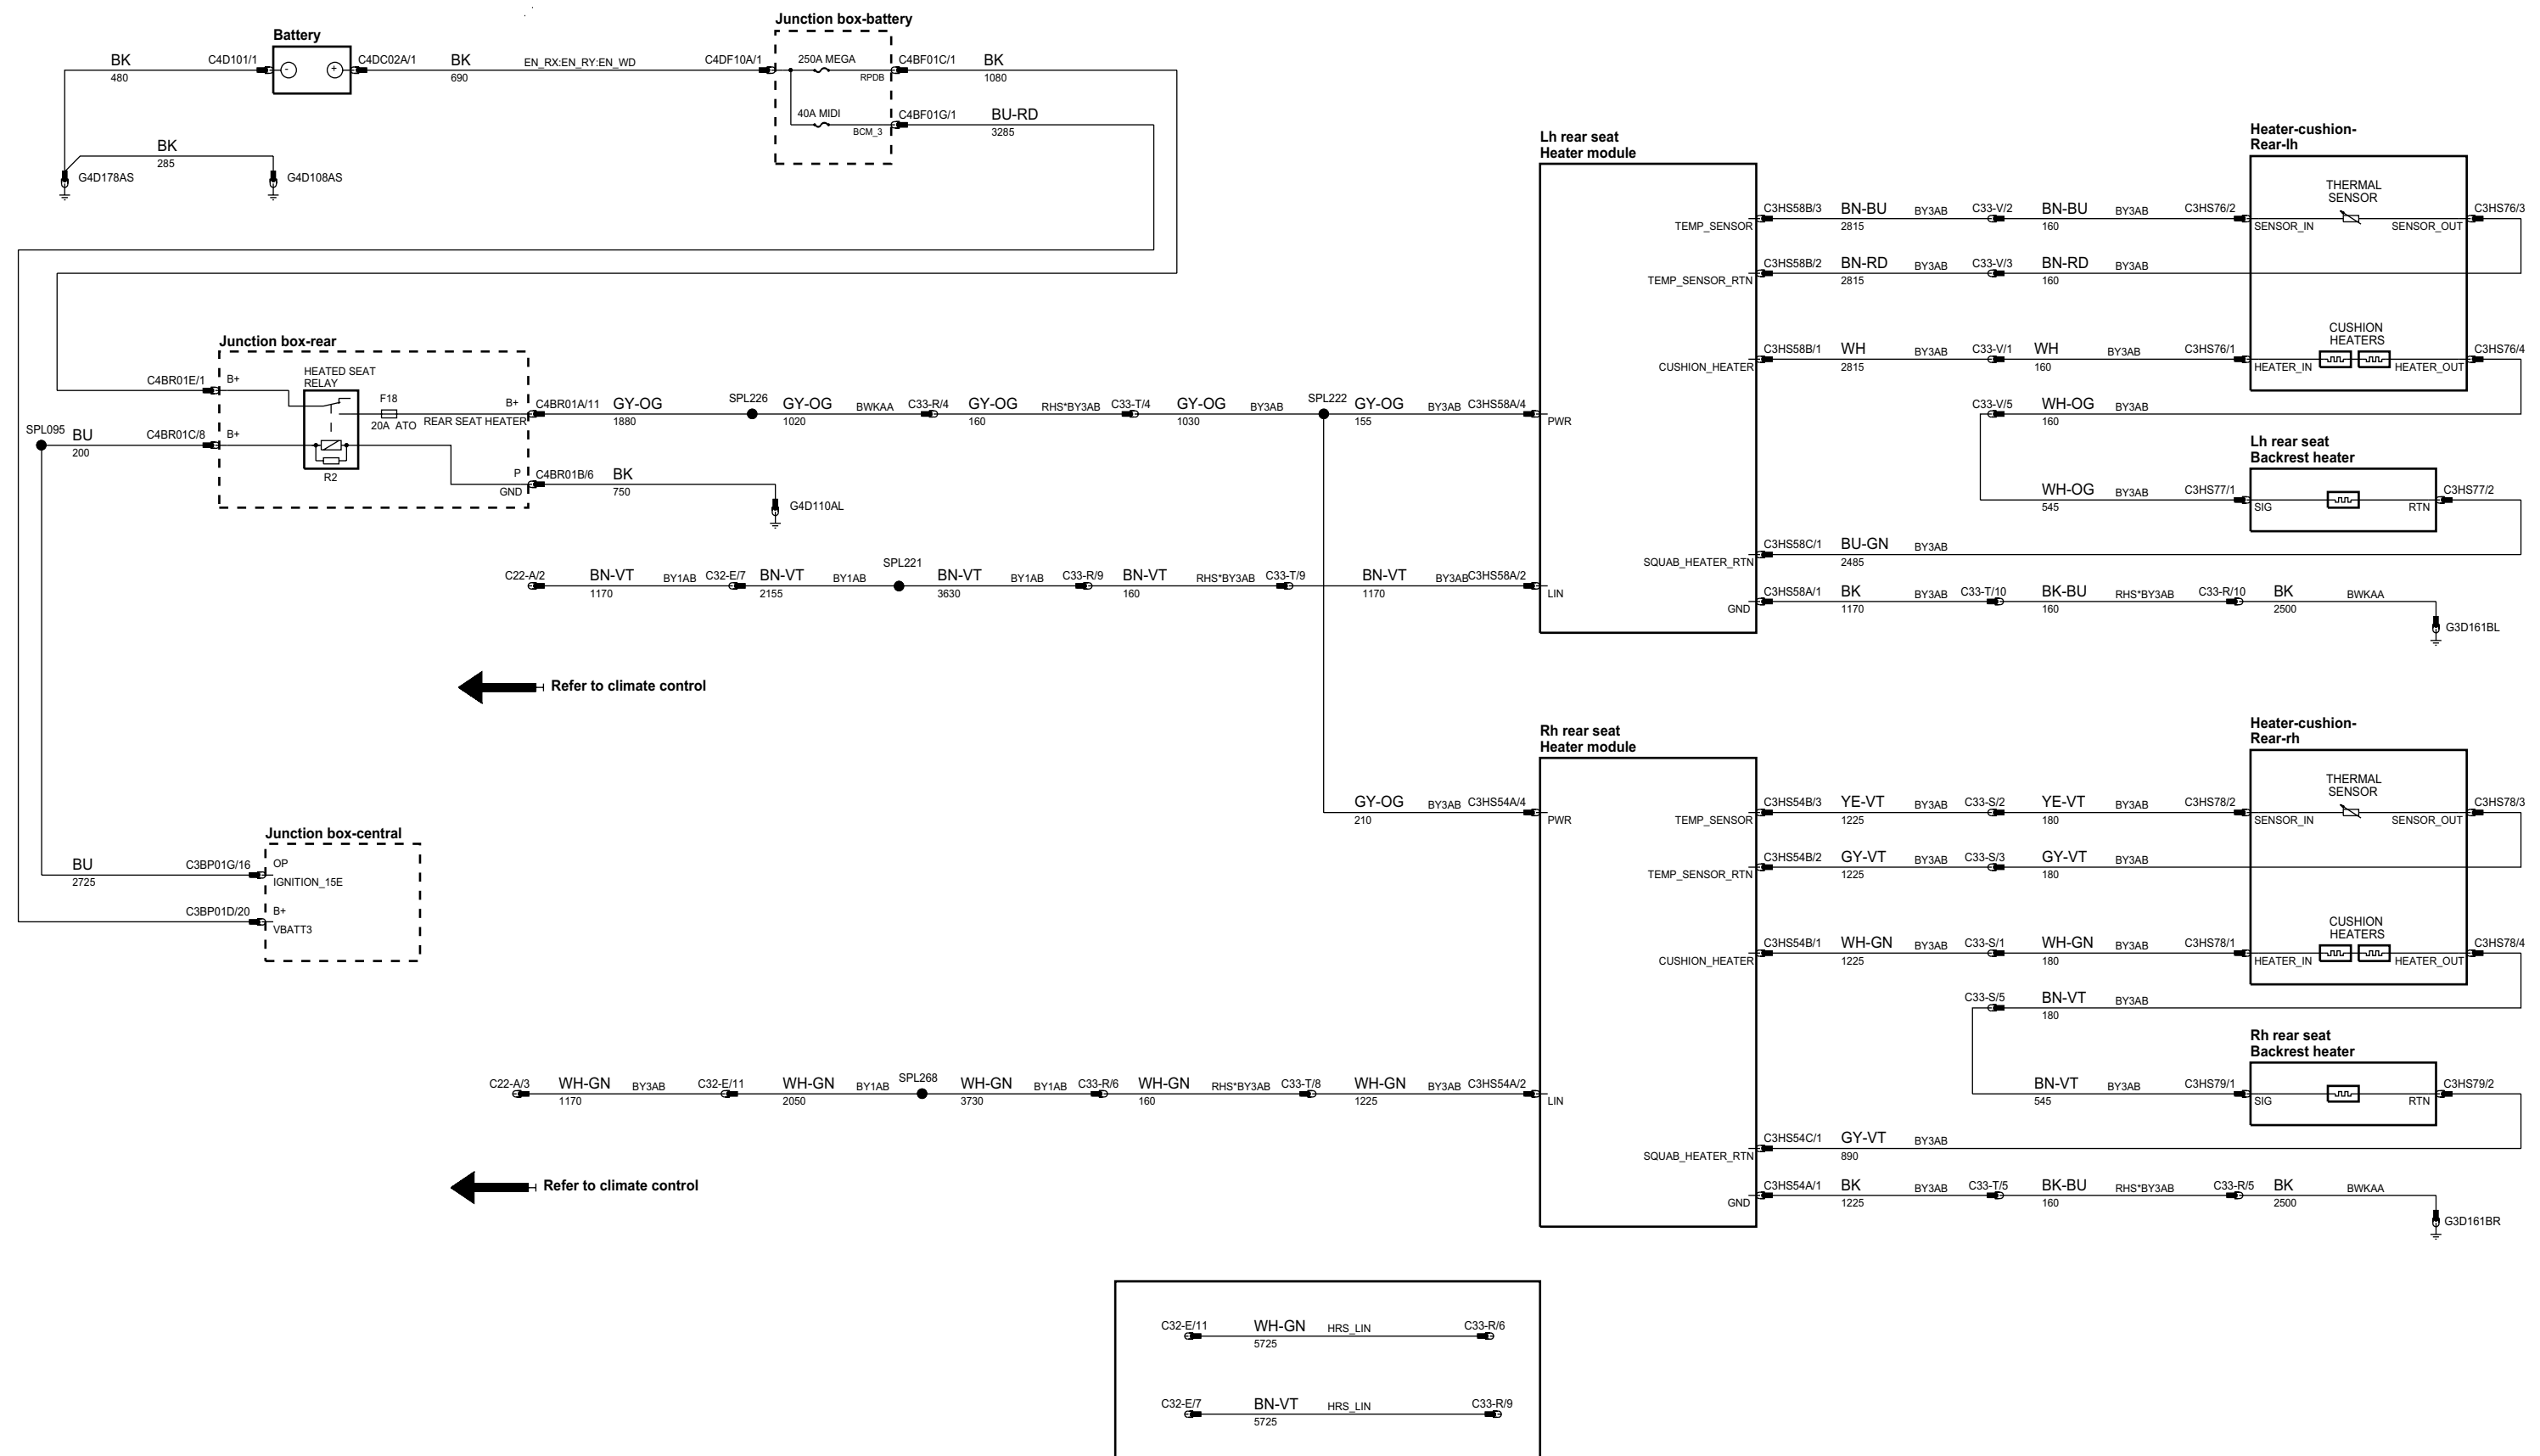 Junction box-battery
Battery
BK
480
C4D101/1
-
+
C4DC02A/1
BK
690
EN_RX:EN_RY:EN_WD
C4DF10A/1
250A MEGA
RPDB
C4BF01C/1
BK
1080
40A MIDI
BCM_3
C4BF01G/1
BU-RD
3285
BK
285
G4D178AS
G4D108AS
Junction box-rear
C4BR01E/1
B+
HEATED SEAT
RELAY
F18
20A ATO
B+
REAR SEAT HEATER
C4BR01A/11
GY-OG
1880
SPL226
GY-OG
1020
BWKAA
C33-R/4
GY-OG
160
RHS*BY3AB
C33-T/4
GY-OG
1030
BY3AB
SPL222
GY-OG
155
BY3AB
C3HS58A/4
SPL095
BU
200
C4BR01C/8
B+
R2
P
GND
C4BR01B/6
BK
750
G4D110AL
C22-A/2
BN-VT
1170
BY1AB
C32-E/7
BN-VT
2155
BY1AB
SPL221
BN-VT
3630
BY1AB
C33-R/9
BN-VT
160
RHS*BY3AB
C33-T/9
BN-VT
1170
BY3AB
C3HS58A/2
Refer to climate control
Lh rear seat
Heater module
PWR
LIN
TEMP_SENSOR
C3HS58B/3
BN-BU
2815
BY3AB
C33-V/2
BN-BU
160
BY3AB
C3HS76/2
TEMP_SENSOR_RTN
C3HS58B/2
BN-RD
2815
BY3AB
C33-V/3
BN-RD
160
BY3AB
CUSHION_HEATER
C3HS58B/1
WH
2815
BY3AB
C33-V/1
WH
160
BY3AB
C3HS76/1
Heater-cushion-
Rear-lh
THERMAL
SENSOR
SENSOR_IN
SENSOR_OUT
C3HS76/3
CUSHION
HEATERS
HEATER_IN
HEATER_OUT
C3HS76/4
C33-V/5
WH-OG
160
BY3AB
Lh rear seat
Backrest heater
WH-OG
545
BY3AB
C3HS77/1
SIG
RTN
C3HS77/2
SQUAB_HEATER_RTN
C3HS58C/1
BU-GN
2485
BY3AB
GND
C3HS58A/1
BK
1170
BY3AB
C33-T/10
BK-BU
160
RHS*BY3AB
C33-R/10
BK
2500
BWKAA
G3D161BL
Junction box-central
BU
2725
C3BP01G/16
OP
IGNITION_15E
C3BP01D/20
B+
VBATT3
Rh rear seat
Heater module
GY-OG
210
BY3AB
C3HS54A/4
PWR
TEMP_SENSOR
C3HS54B/3
YE-VT
1225
BY3AB
C33-S/2
YE-VT
180
BY3AB
C3HS78/2
TEMP_SENSOR_RTN
C3HS54B/2
GY-VT
1225
BY3AB
C33-S/3
GY-VT
180
BY3AB
CUSHION_HEATER
C3HS54B/1
WH-GN
1225
BY3AB
C33-S/1
WH-GN
180
BY3AB
C3HS78/1
Heater-cushion-
Rear-rh
THERMAL
SENSOR
SENSOR_IN
SENSOR_OUT
C3HS78/3
CUSHION
HEATERS
HEATER_IN
HEATER_OUT
C3HS78/4
C33-S/5
BN-VT
180
BY3AB
Rh rear seat
Backrest heater
BN-VT
545
BY3AB
C3HS79/1
SIG
RTN
C3HS79/2
C22-A/3
WH-GN
1170
BY3AB
C32-E/11
WH-GN
2050
BY1AB
SPL268
WH-GN
3730
BY1AB
C33-R/6
WH-GN
160
RHS*BY3AB
C33-T/8
WH-GN
1225
BY3AB
C3HS54A/2
LIN
SQUAB_HEATER_RTN
C3HS54C/1
GY-VT
890
BY3AB
GND
C3HS54A/1
BK
1225
BY3AB
C33-T/5
BK-BU
160
RHS*BY3AB
C33-R/5
BK
2500
BWKAA
G3D161BR
Refer to climate control
C32-E/11
WH-GN
5725
HRS_LIN
C33-R/6
C32-E/7
BN-VT
5725
HRS_LIN
C33-R/9